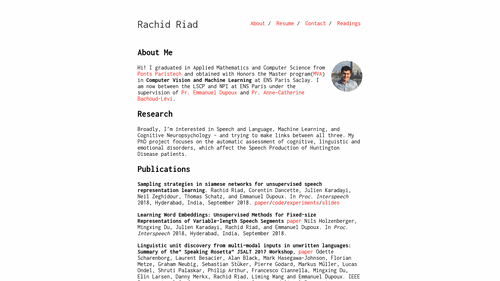 Rachid Riad
About / Resume / Contact / Readings
About Me
Hi! I graduated in Applied Mathematics and Computer Science from
Ponts Paristech and obtained with Honors the Master program(MVA)
in Computer Vision and Machine Learning at ENS Paris Saclay. I
am now between the LSCP and NPI at ENS Paris under the
supervision of Pr. Emmanuel Dupoux and Pr. Anne-Catherine
Bachoud-Lévi.
Research
Broadly, I'm interested in Speech and Language, Machine Learning, and
Cognitive Neuropsychology – and trying to make links between all three. My
PhD project focuses on the automatic assessment of cognitive, linguistic and
emotional disorders, which affect the Speech Production of Huntington
Disease patients.
Publications
Sampling strategies in siamese networks for unsupervised speech
representation learning. Rachid Riad, Corentin Dancette, Julien Karadayi,
Neil Zeghidour, Thomas Schatz, and Emmanuel Dupoux. In Proc. Interspeech
2018, Hyderabad, India, September 2018. paper/code/experiments/slides
Learning Word Embeddings: Unsupervised Methods for Fixed-size
Representations of Variable-length Speech Segments paper Nils Holzenberger,
Mingxing Du, Julien Karadayi, Rachid Riad, and Emmanuel Dupoux. In Proc.
Interspeech 2018, Hyderabad, India, September 2018.
Linguistic unit discovery from multi-modal inputs in unwritten languages:
Summary of the" Speaking Rosetta" JSALT 2017 Workshop, paper Odette
Scharenborg, Laurent Besacier, Alan Black, Mark Hasegawa-Johnson, Florian
Metze, Graham Neubig, Sebastian Stüker, Pierre Godard, Markus Müller, Lucas
Ondel, Shruti Palaskar, Philip Arthur, Francesco Ciannella, Mingxing Du,
Elin Larsen, Danny Merkx, Rachid Riad, Liming Wang and Emmanuel Dupoux. IEEE